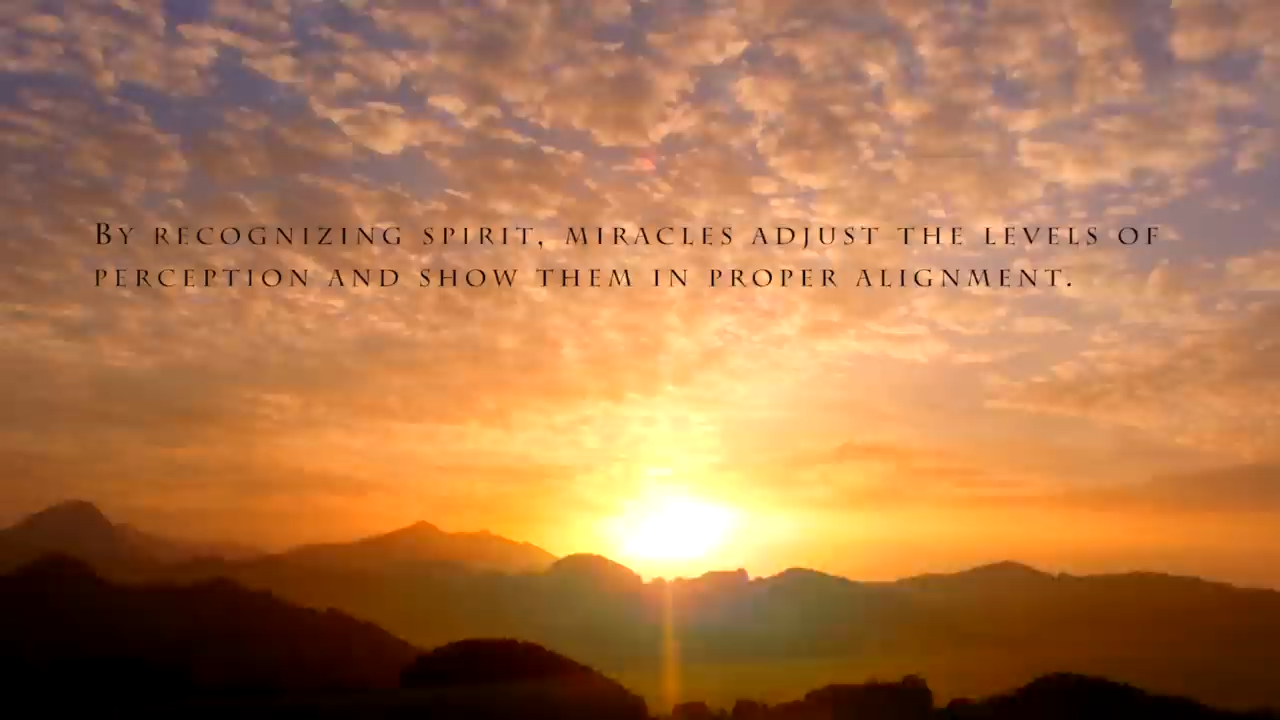 By recognizing spirit, miracles adjust the levels of
perception and show them in proper alignment.